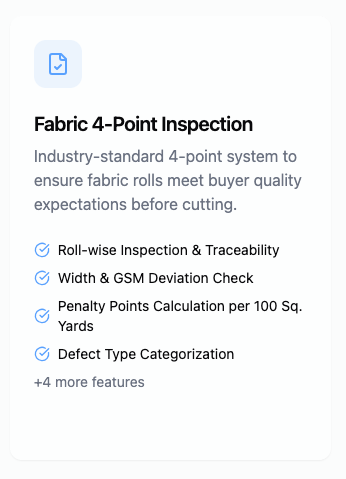 Fabric 4-Point Inspection
Industry-standard 4-point system to
ensure fabric rolls meet buyer quality
expectations before cutting.
Roll-wise Inspection & Traceability
Width & GSM Deviation Check
Penalty Points Calculation per 100 Sq.
Yards
Defect Type Categorization
+4 more features